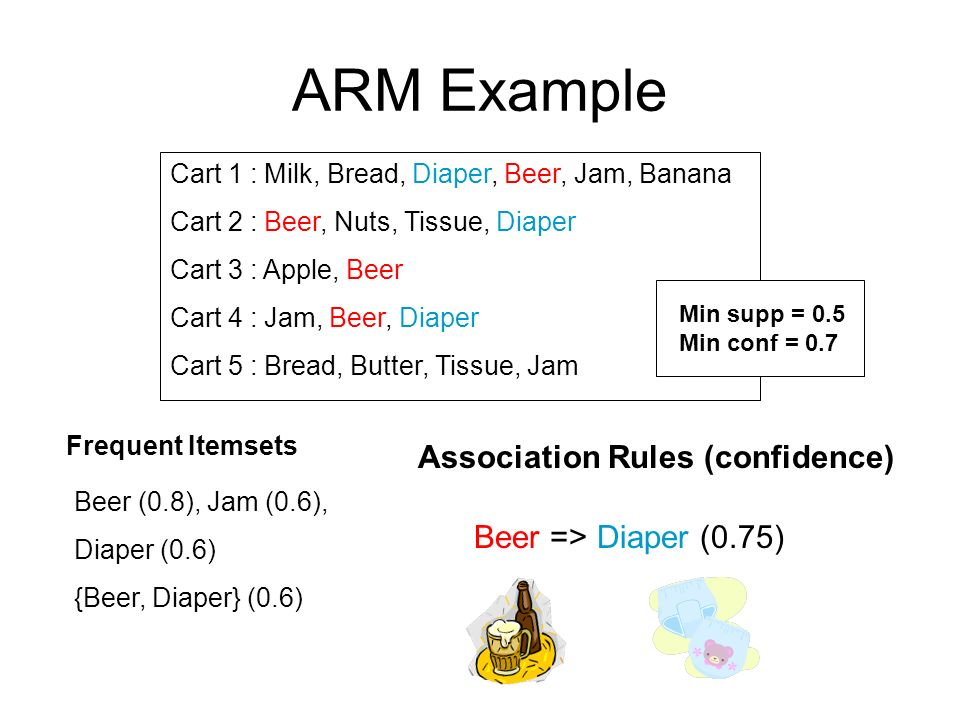 ARM Example
Cart 1 : Milk, Bread, Diaper, Beer, Jam, Banana
Cart 2 : Beer, Nuts, Tissue, Diaper
Cart 3 : Apple, Beer
Cart 4 : Jam, Beer, Diaper
Cart 5 : Bread, Butter, Tissue, Jam
Min supp = 0.5
Min conf = 0.7
Frequent Itemsets
Beer (0.8), Jam (0.6),
Diaper (0.6)
{Beer, Diaper} (0.6)
Association Rules (confidence)
Beer => Diaper (0.75)